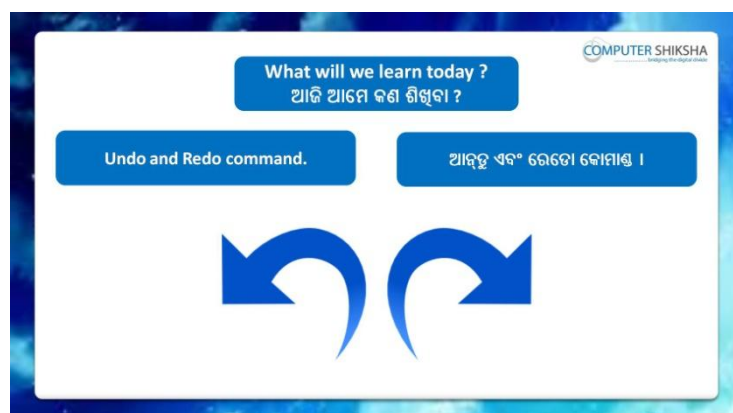 COMPUTER SHIKSHA
bridging the digital divide
What will we learn today ?
ଆଜି ଆମେ କଣ ଶିଖିବା ?
Undo and Redo command.
ଆନ୍‌ଡୁ ଏବଂ ରେଡୋ କୋମାଣ୍ଡ ।